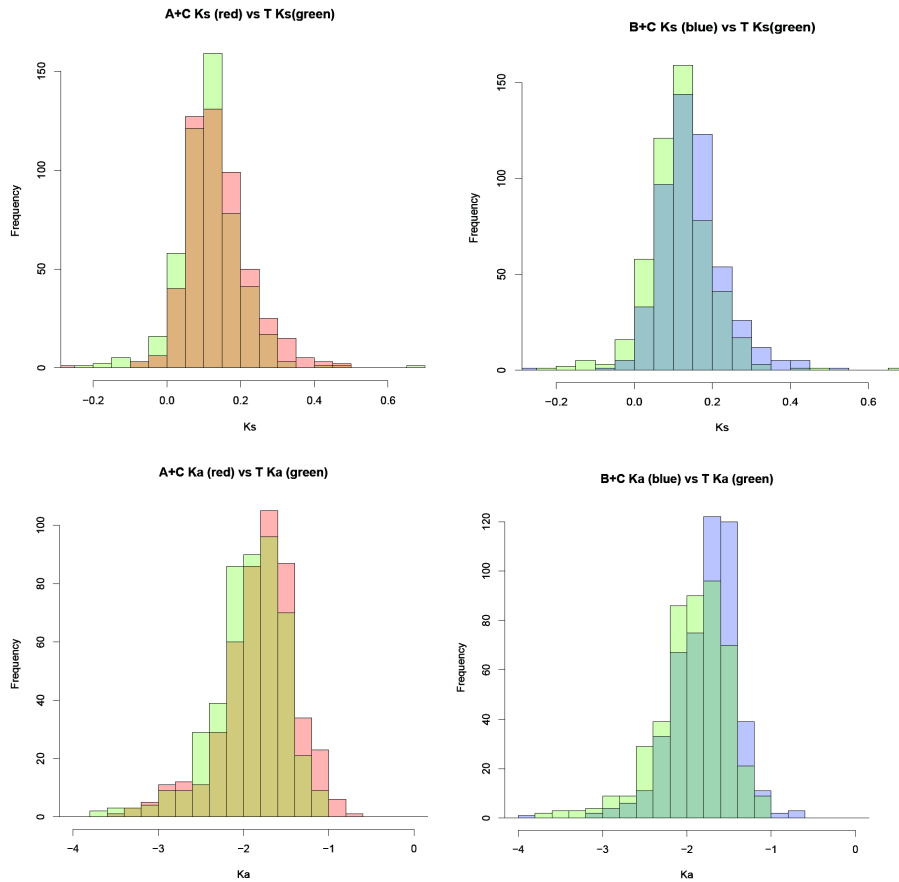 A+C Ks (red) vs T Ks(green)
Frequency
0
50
100
150
−0.2 0.0 0.2 0.4 0.6
Ks
B+C Ks (blue) vs T Ks(green)
Frequency
0
50
100
150
−0.2 0.0 0.2 0.4 0.6
Ks
A+C Ka (red) vs T Ka (green)
Frequency
0
20
40
60
80
100
−4 −3 −2 −1 0
Ka
B+C Ka (blue) vs T Ka (green)
Frequency
0
20
40
60
80
100
120
−4 −3 −2 −1 0
Ka